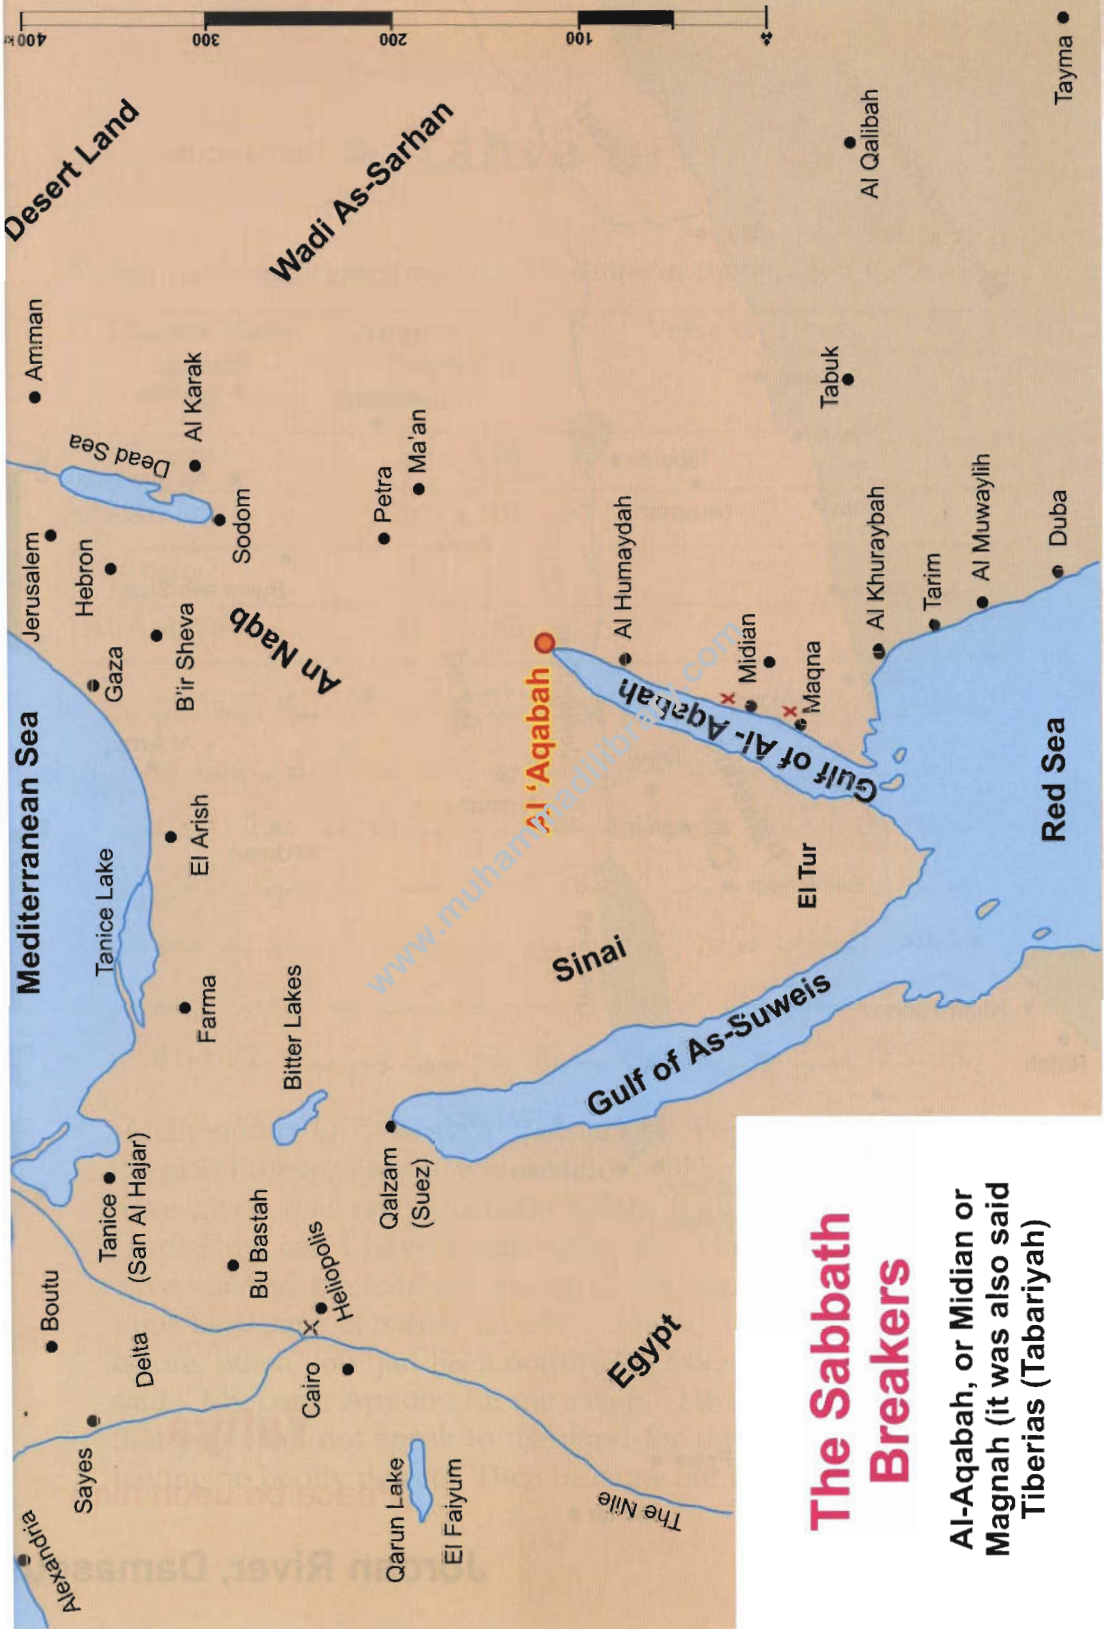 Mediterranean Sea
Desert Land
Wadi As-Sarhan
Amman
Dead Sea
Al Karak
Jerusalem
Hebron
Sodom
Gaza
B'ir Sheva
An Naqb
Petra
Ma'an
Tanice Lake
El Arish
Farma
Bitter Lakes
Alexandria
Sayes
Boutu
Delta
Tanice
(San Al Hajar)
Bu Bastah
Heliopolis
Cairo
Qalzam
(Suez)
Qarun Lake
El Faiyum
The Nile
Egypt
Gulf of As-Suweis
Sinai
El Tur
Al 'Aqabah
Gulf of Al- Aqabah
Al Humaydah
Midian
Maqna
Al Khuraybah
Tarim
Al Muwaylih
Duba
Tabuk
Al Qalibah
Tayma
Red Sea
400
300
200
100
www.muhammadilibrary.com
The Sabbath
Breakers
Al-Aqabah, or Midian or
Magnah (it was also said
Tiberias (Tabariyah)